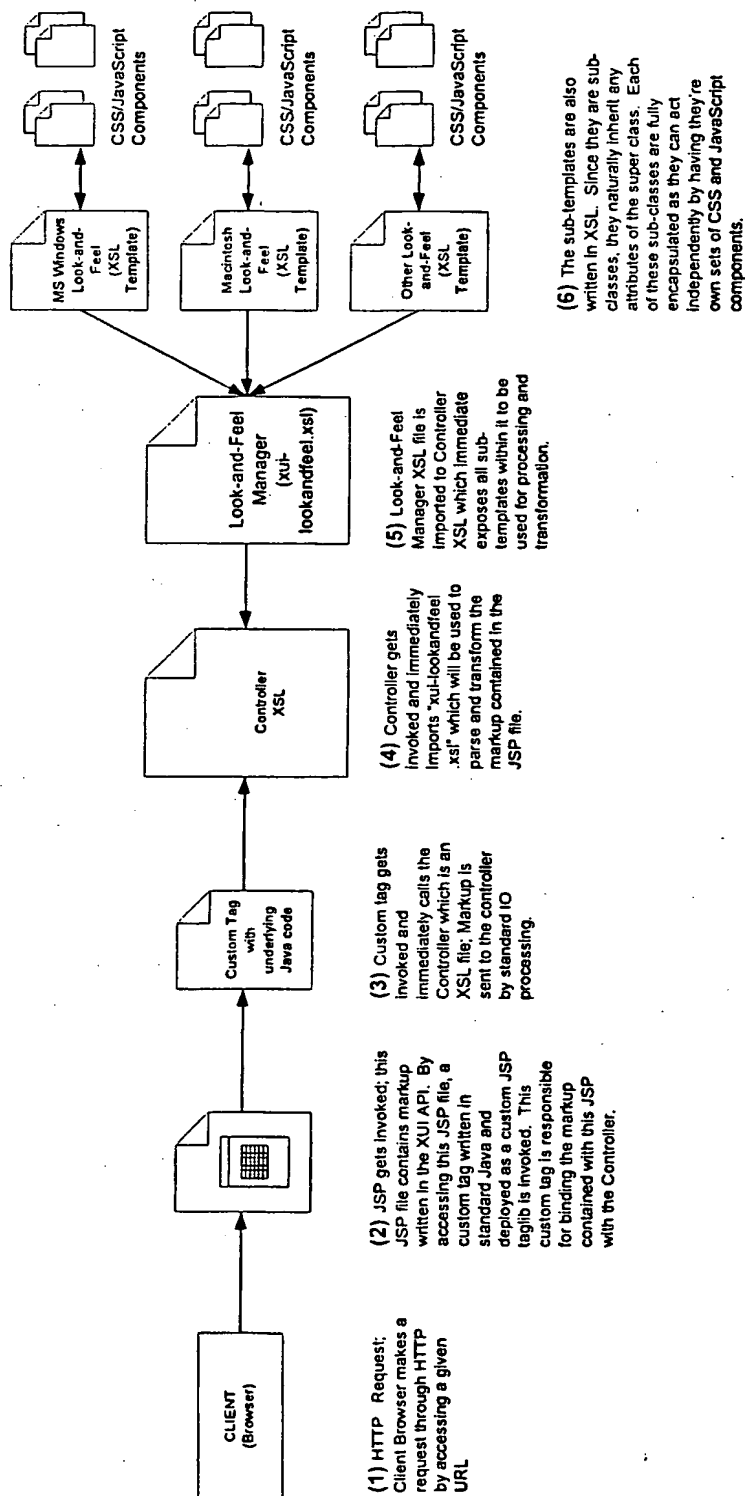 CLIENT
(Browser)
Custom Tag
with
underlying
Java code
Controller
XSL
Look-and-Feel
Manager
(xui-
lookandfeel.xsl)
MS Windows
Look-and-
Feel
(XSL
Template)
CSS/JavaScript
Components
Macintosh
Look-and-
Feel
(XSL
Template)
CSS/JavaScript
Components
Other Look-
and-Feel
(XSL
Template)
CSS/JavaScript
Components
(1) HTTP Request;
Client Browser makes a
request through HTTP
by accessing a given
URL
(2) JSP gets invoked; this
JSP file contains markup
written in the XUI API. By
accessing this JSP file, a
custom tag written in
standard Java and
deployed as a custom JSP
taglib is invoked. This
custom tag is responsible
for binding the markup
contained with this JSP
with the Controller.
(3) Custom tag gets
invoked and
immediately calls the
Controller which is an
XSL file; Markup is
sent to the controller
by standard IO
processing.
(4) Controller gets
invoked and immediately
imports "xui-lookandfeel
.xsl" which will be used to
parse and transform the
markup contained in the
JSP file.
(5) Look-and-Feel
Manager XSL file is
imported to Controller
XSL which immediate
exposes all sub-
templates within it to be
used for processing and
transformation.
(6) The sub-templates are also
written in XSL. Since they are sub-
classes, they naturally inherit any
attributes of the super class. Each
of these sub-classes are fully
encapsulated as they can act
independently by having they're
own sets of CSS and JavaScript
components.